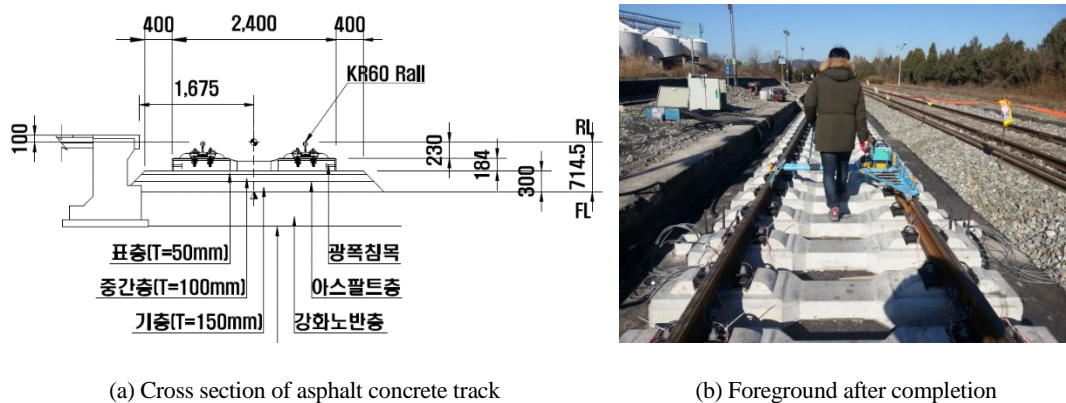 400
2,400
400
KR60 Rail
1,675
100
230
184
300
714.5
RL
FL
표층(T=50mm)
광폭침목
중간층(T=100mm)
아스팔트층
기층(T=150mm)
강화노반층
(a) Cross section of asphalt concrete track
(b) Foreground after completion